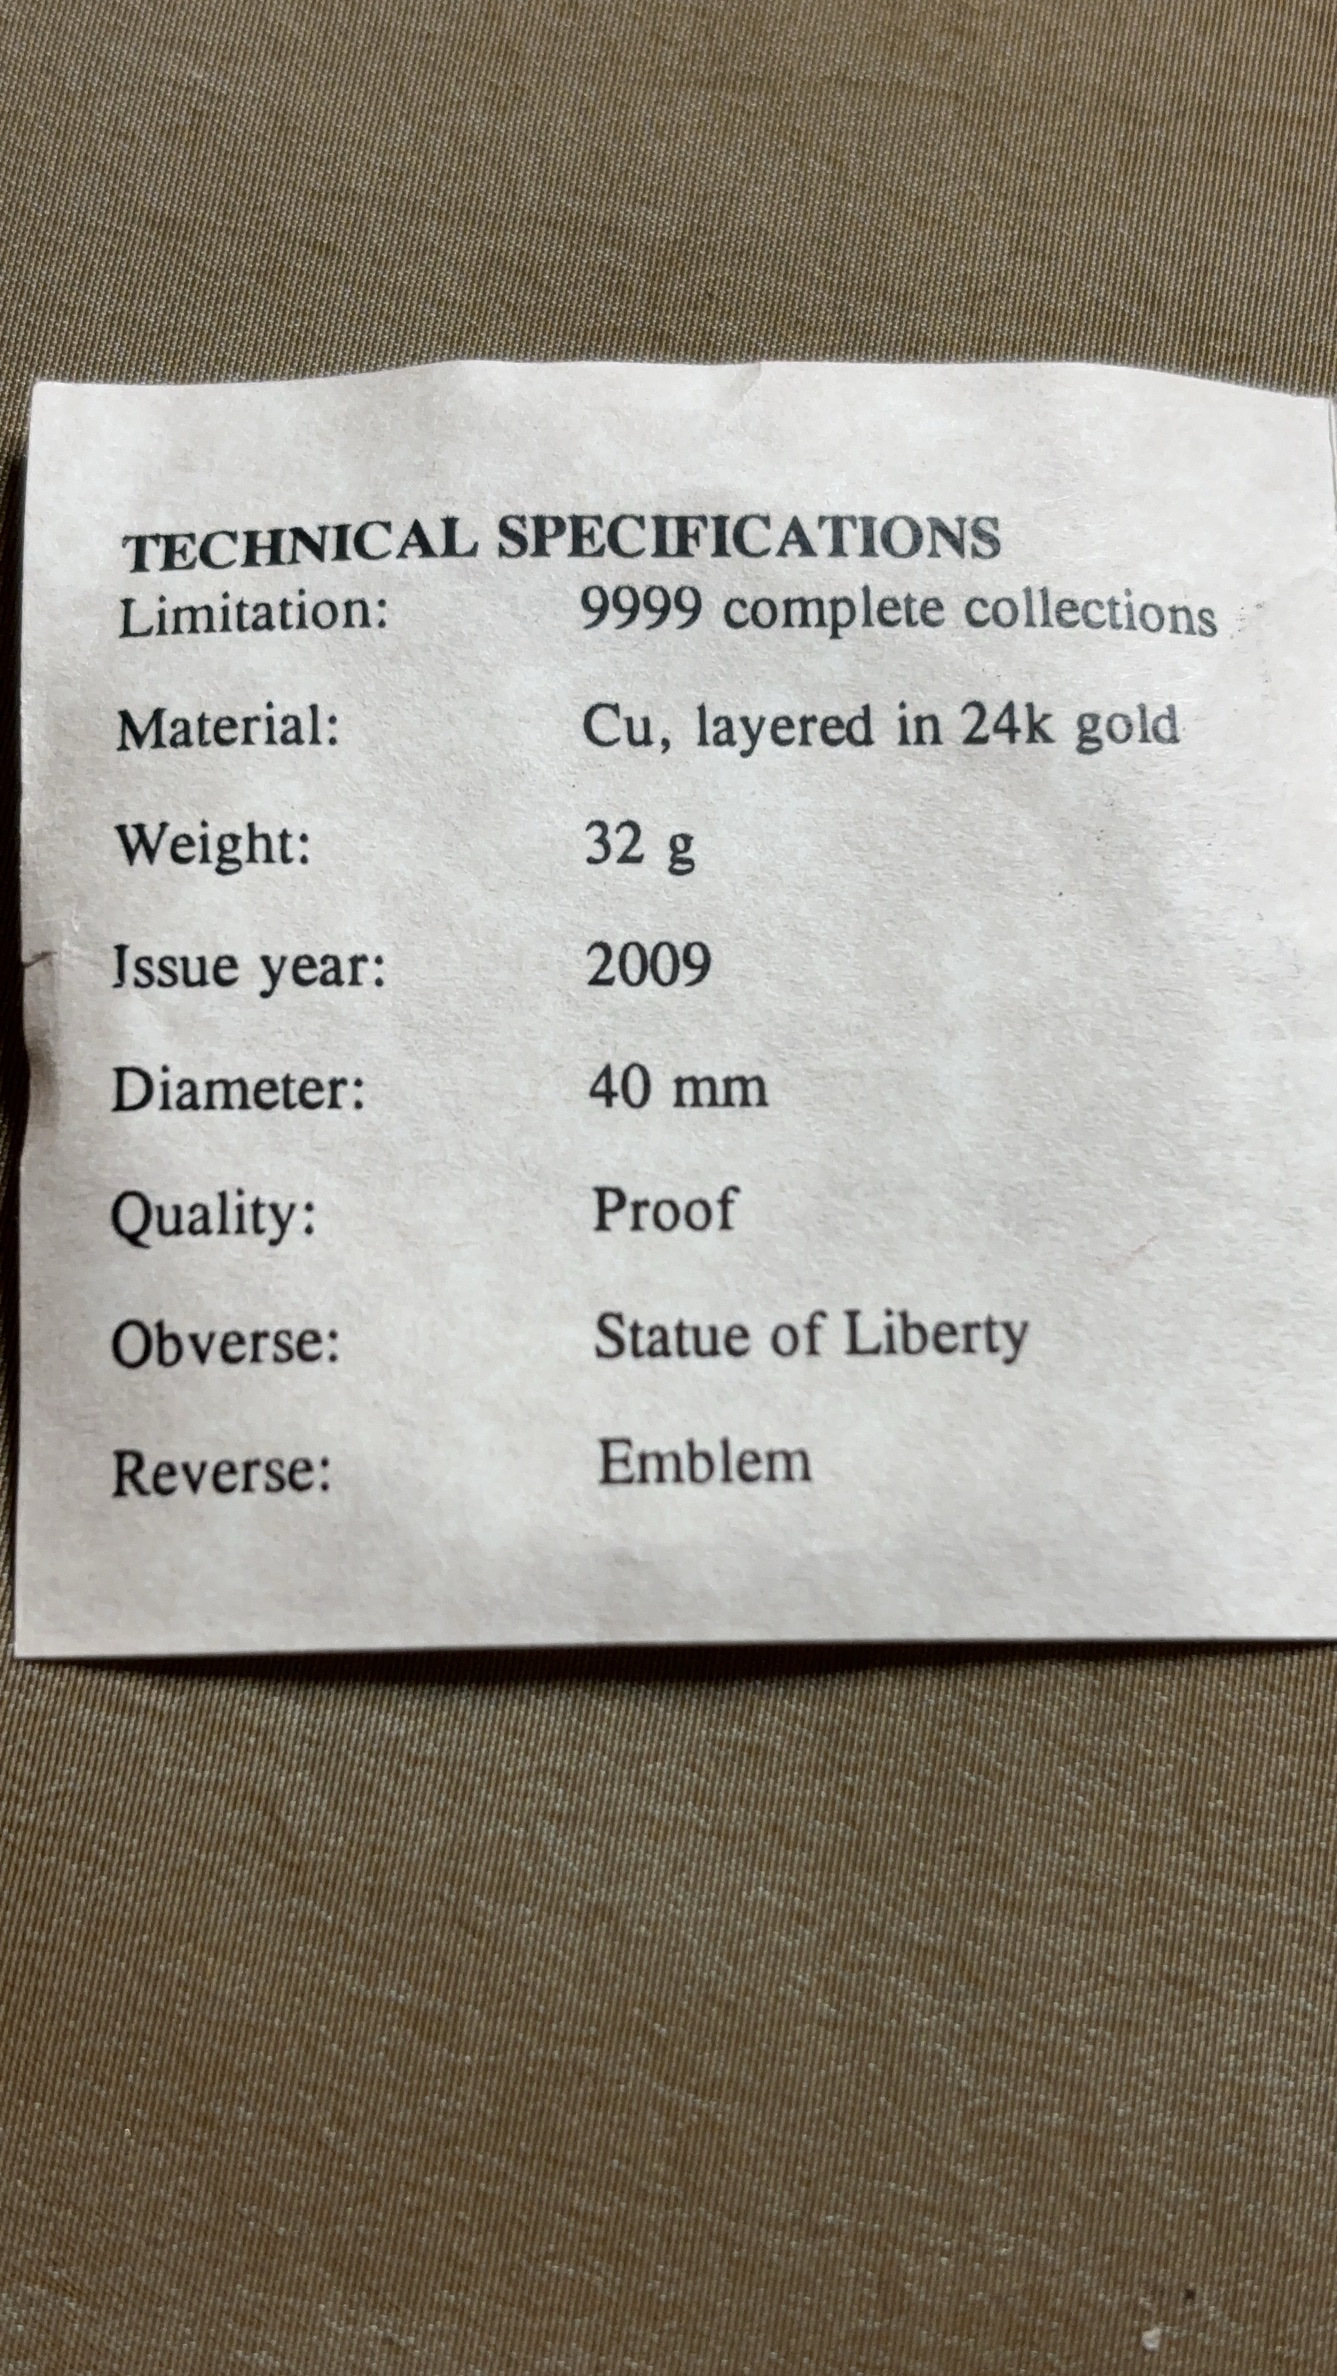 TECHNICAL SPECIFICATIONS
Limitation: 9999 complete collections
Material: Cu, layered in 24k gold
Weight: 32 g
Issue year: 2009
Diameter: 40 mm
Quality: Proof
Obverse: Statue of Liberty
Reverse: Emblem